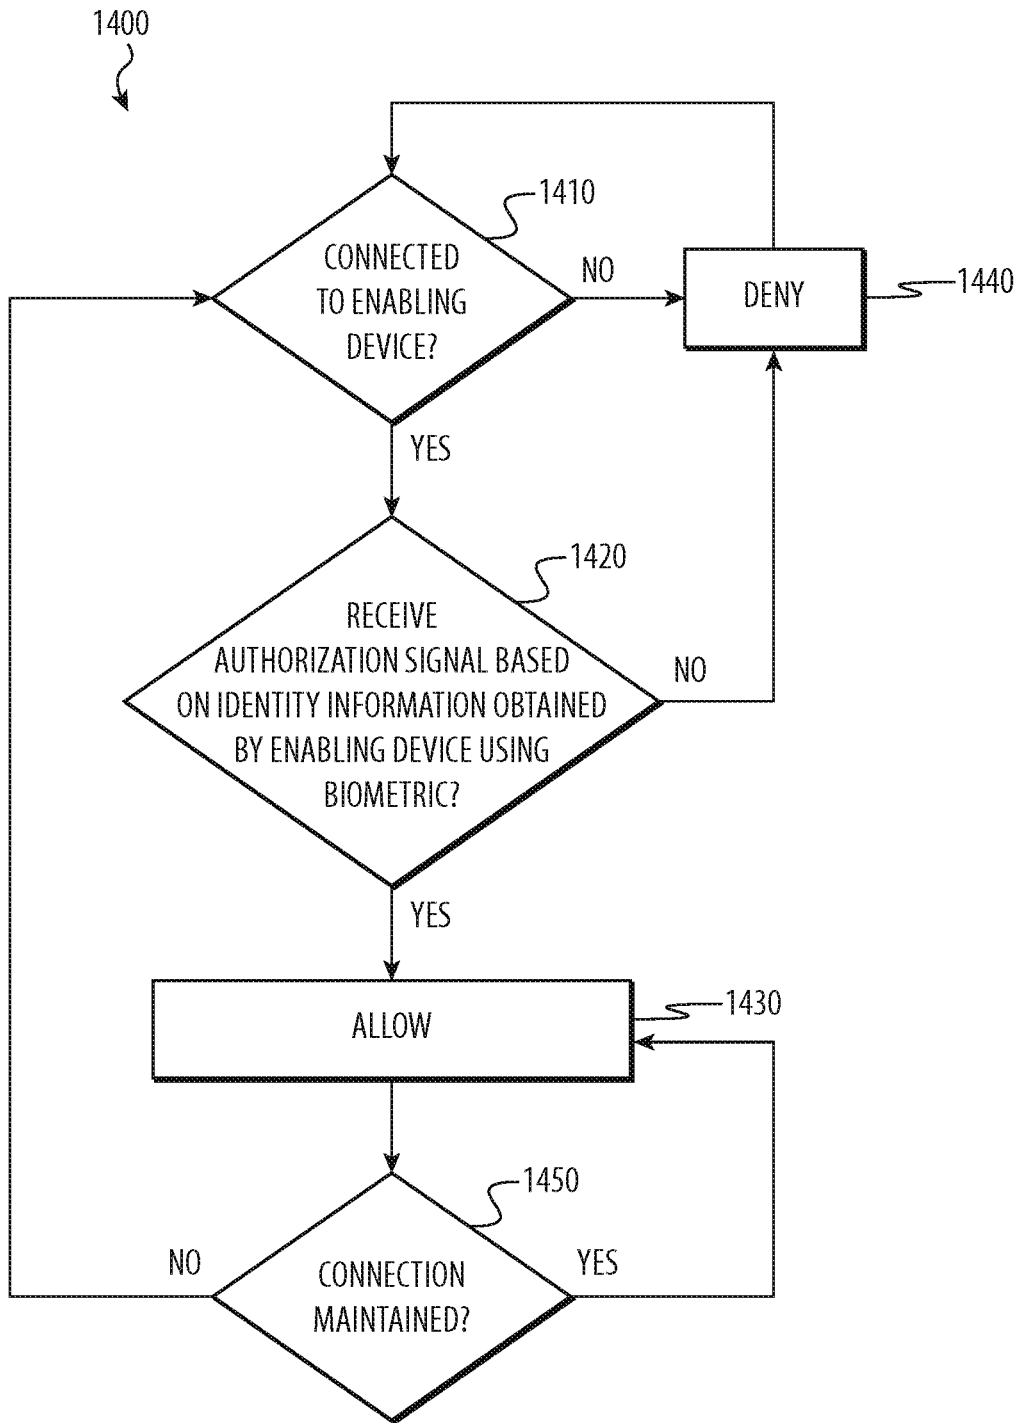 1400
1410
CONNECTED
TO ENABLING
DEVICE?
NO
DENY
1440
YES
1420
RECEIVE
AUTHORIZATION SIGNAL BASED
ON IDENTITY INFORMATION OBTAINED
BY ENABLING DEVICE USING
BIOMETRIC?
NO
YES
ALLOW
1430
1450
NO
CONNECTION
MAINTAINED?
YES